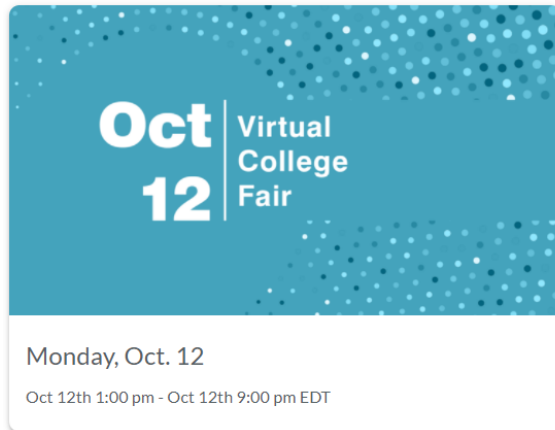 Oct
12
Virtual
College
Fair
Monday, Oct. 12
Oct 12th 1:00 pm - Oct 12th 9:00 pm EDT